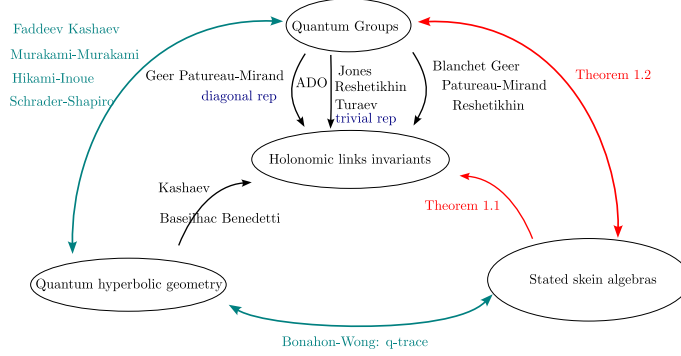 Faddeev Kashaev
Murakami-Murakami
Hikami-Inoue
Schrader-Shapiro
Quantum Groups
Geer Patureau-Mirand
diagonal rep
ADO
Jones
Reshetikhin
Turaev
trivial rep
Blanchet Geer
Patureau-Mirand
Reshetikhin
Theorem 1.2
Holonomic links invariants
Kashaev
Baseilhac Benedetti
Theorem 1.1
Quantum hyperbolic geometry
Stated skein algebras
Bonahon-Wong: q-trace